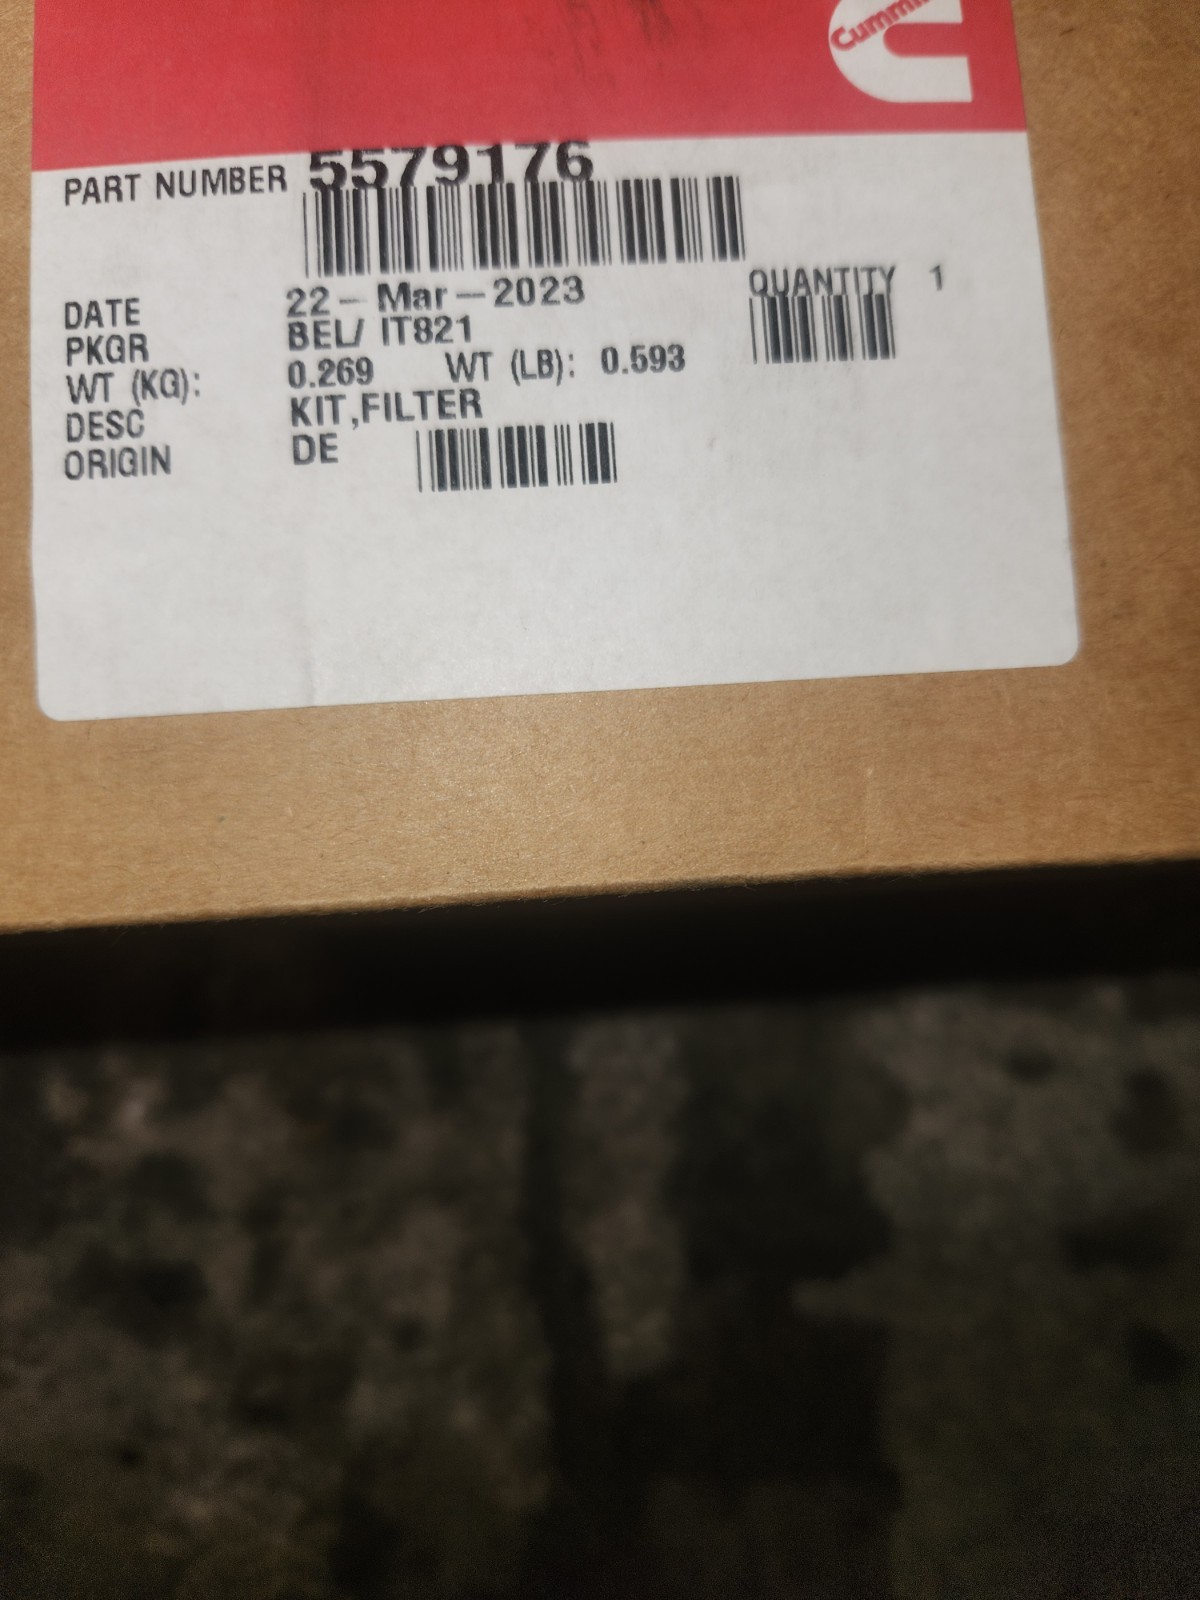 Cummins
PART NUMBER 5579176
QUANTITY 1
DATE 22-Mar-2023
PKGR BEL/ IT821
WT (KG): 0.269 WT (LB): 0.593
DESC KIT,FILTER
ORIGIN DE